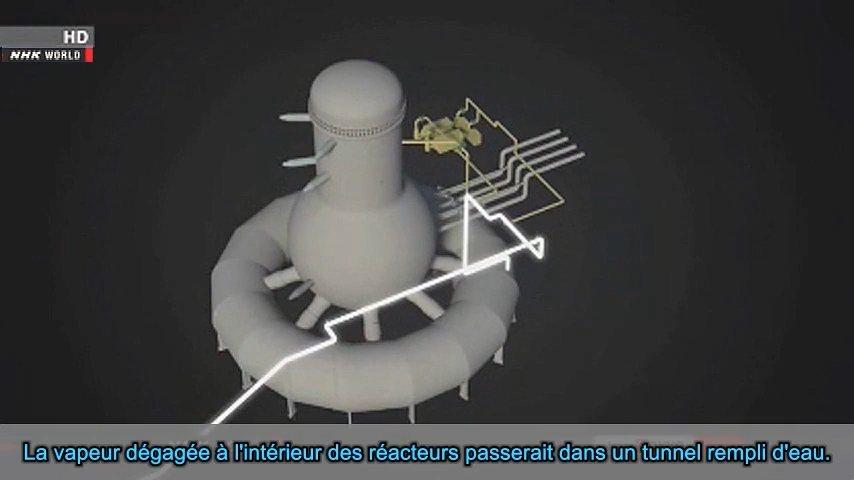 HD
NHK WORLD
La vapeur dégagée à l'intérieur des réacteurs passerait dans un tunnel rempli d'eau.